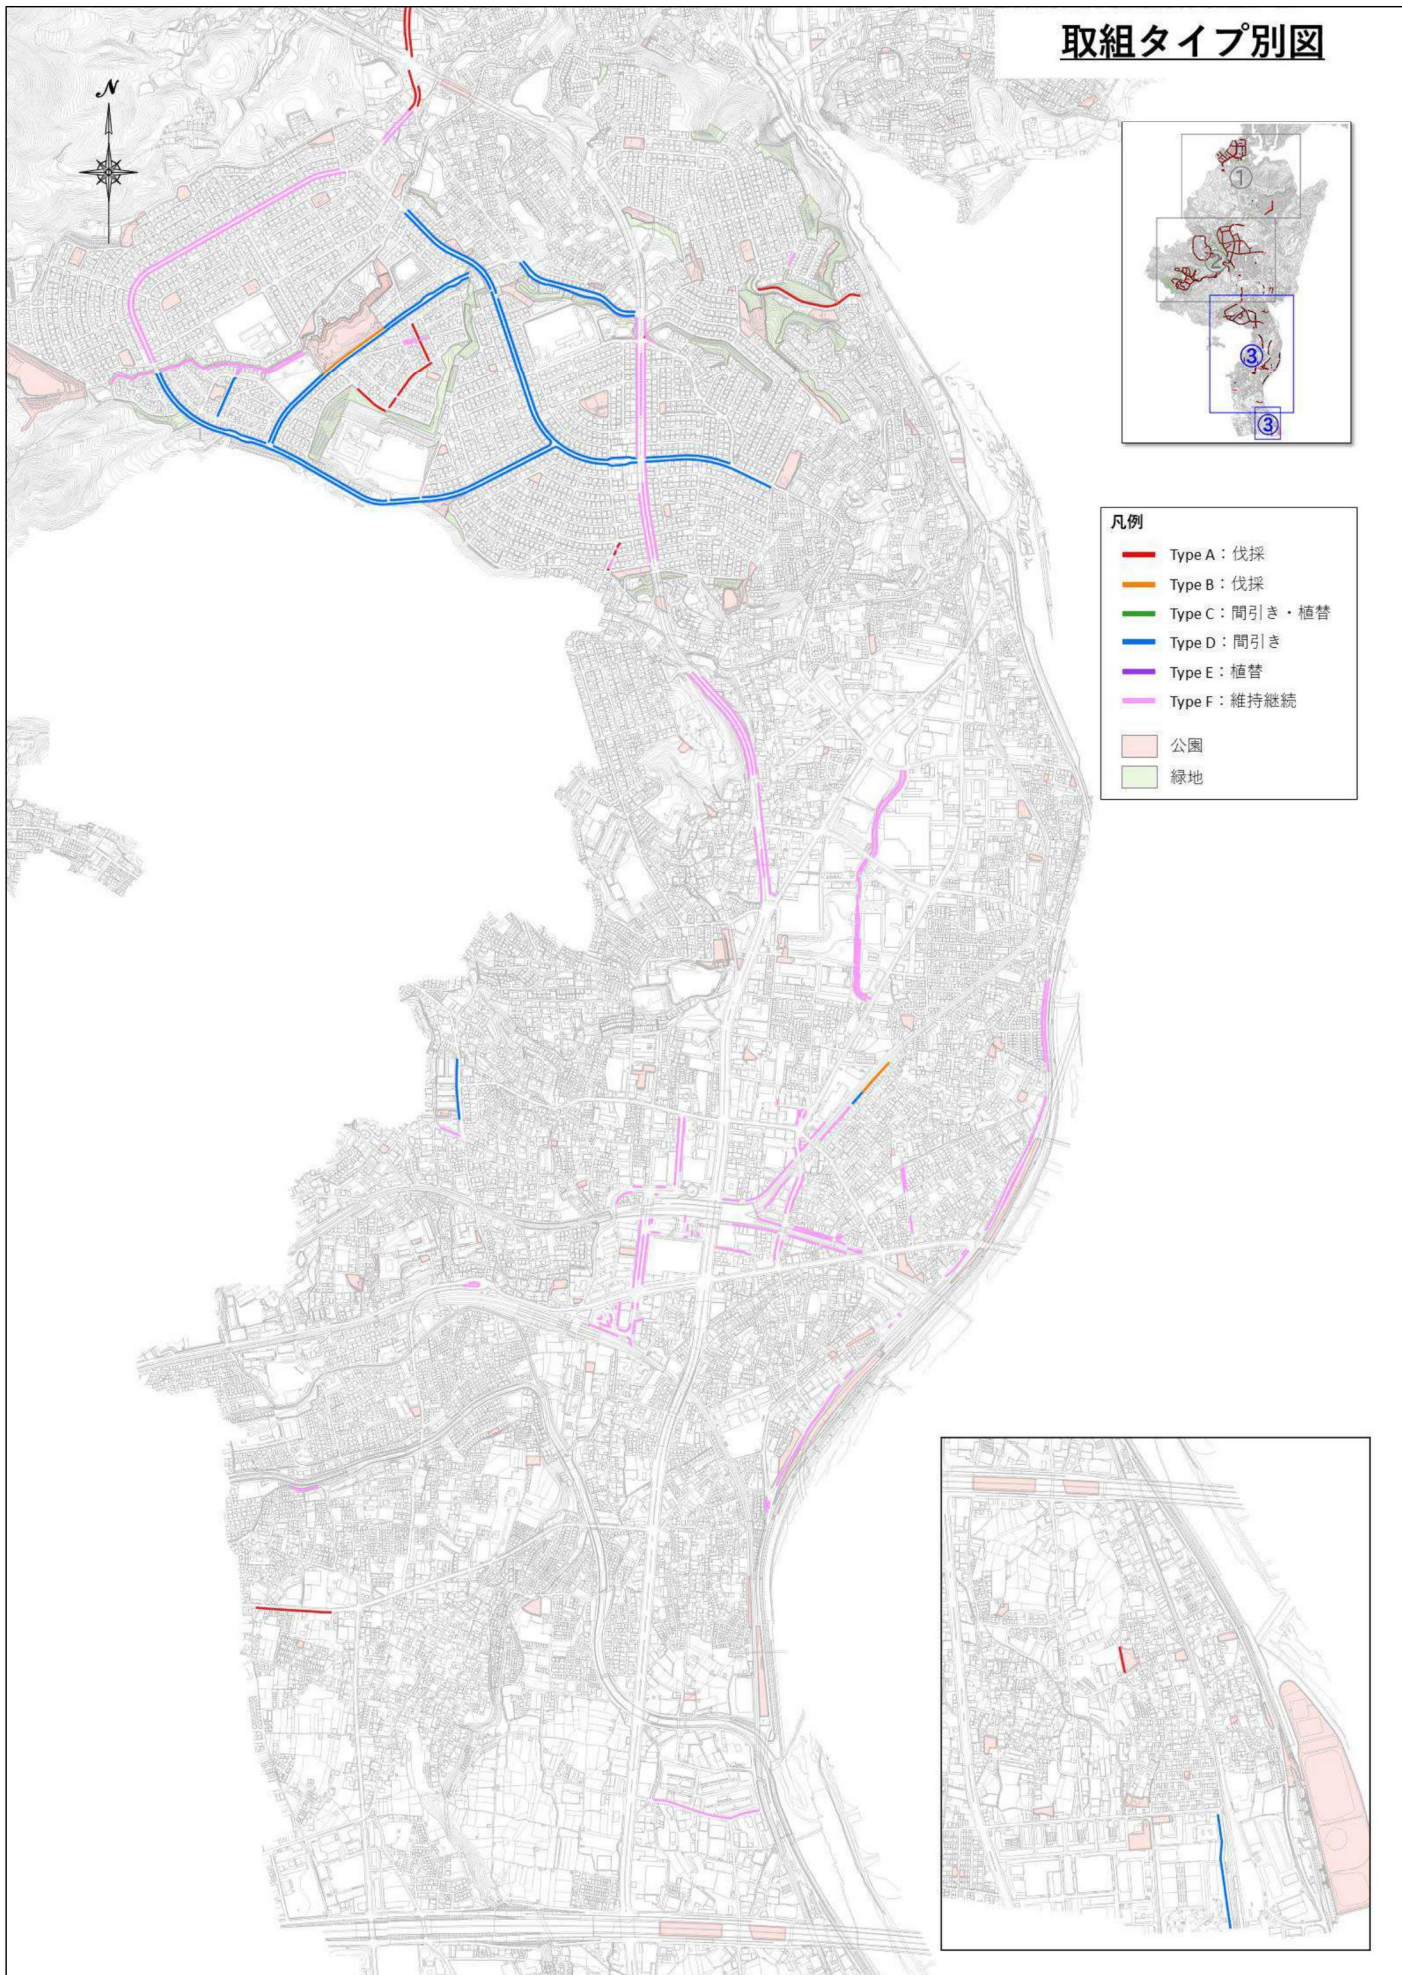 取組タイプ別図
N
①
②
③
③
凡例
Type A：伐採
Type B：伐採
Type C：間引き・植替
Type D：間引き
Type E：植替
Type F：維持継続
公園
緑地